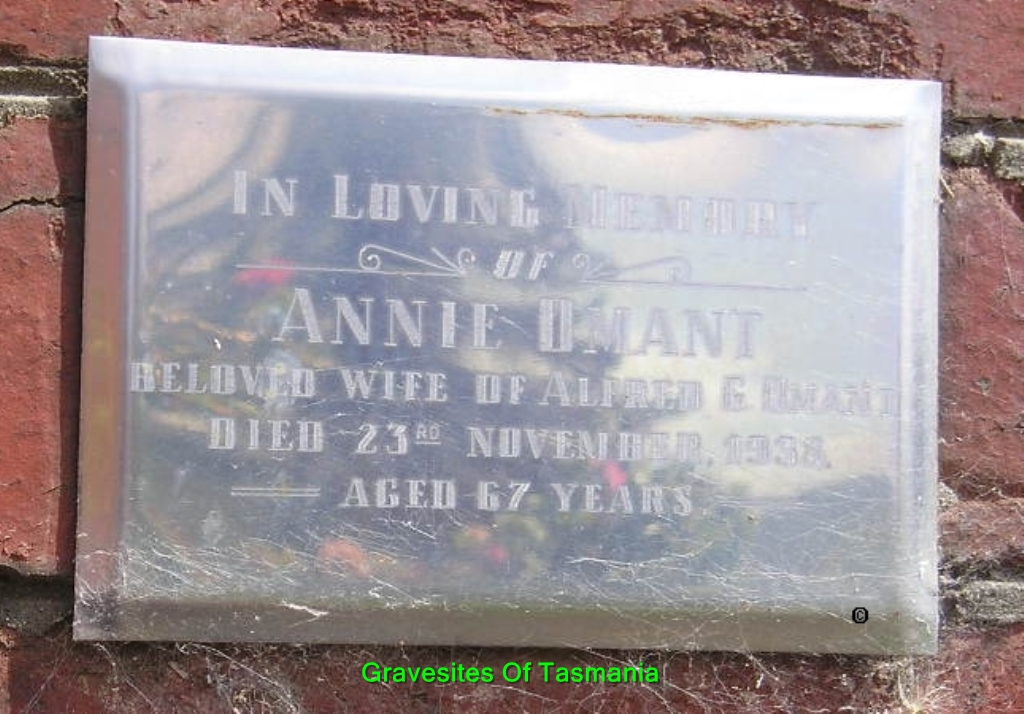 IN LOVING MEMORY
OF
ANNIE OMANT
BELOVED WIFE OF ALFRED G OMANT
DIED 23RD NOVEMBER, 1938.
AGED 67 YEARS
©
Gravesites Of Tasmania